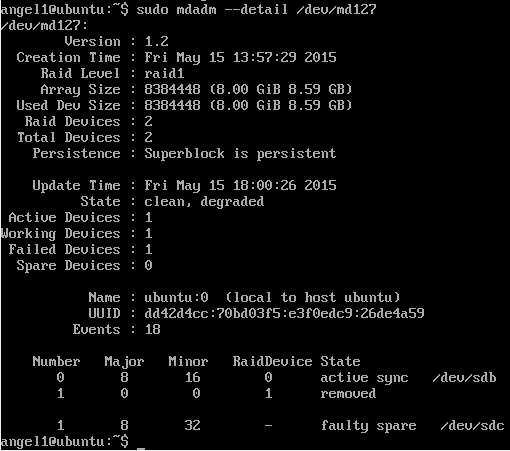 angel1@ubuntu:~$ sudo mdadm --detail /dev/md127
/dev/md127:
Version : 1.2
Creation Time : Fri May 15 13:57:29 2015
Raid Level : raid1
Array Size : 8384448 (8.00 GiB 8.59 GB)
Used Dev Size : 8384448 (8.00 GiB 8.59 GB)
Raid Devices : 2
Total Devices : 2
Persistence : Superblock is persistent
Update Time : Fri May 15 18:00:26 2015
State : clean, degraded
Active Devices : 1
Working Devices : 1
Failed Devices : 1
Spare Devices : 0
Name : ubuntu:0 (local to host ubuntu)
UUID : dd42d4cc:70bd03f5:e3f0edc9:26de4a59
Events : 18
Number Major Minor RaidDevice State
0 8 16 0 active sync /dev/sdb
1 0 0 1 removed
1 8 32 - faulty spare /dev/sdc
angel1@ubuntu:~$ _